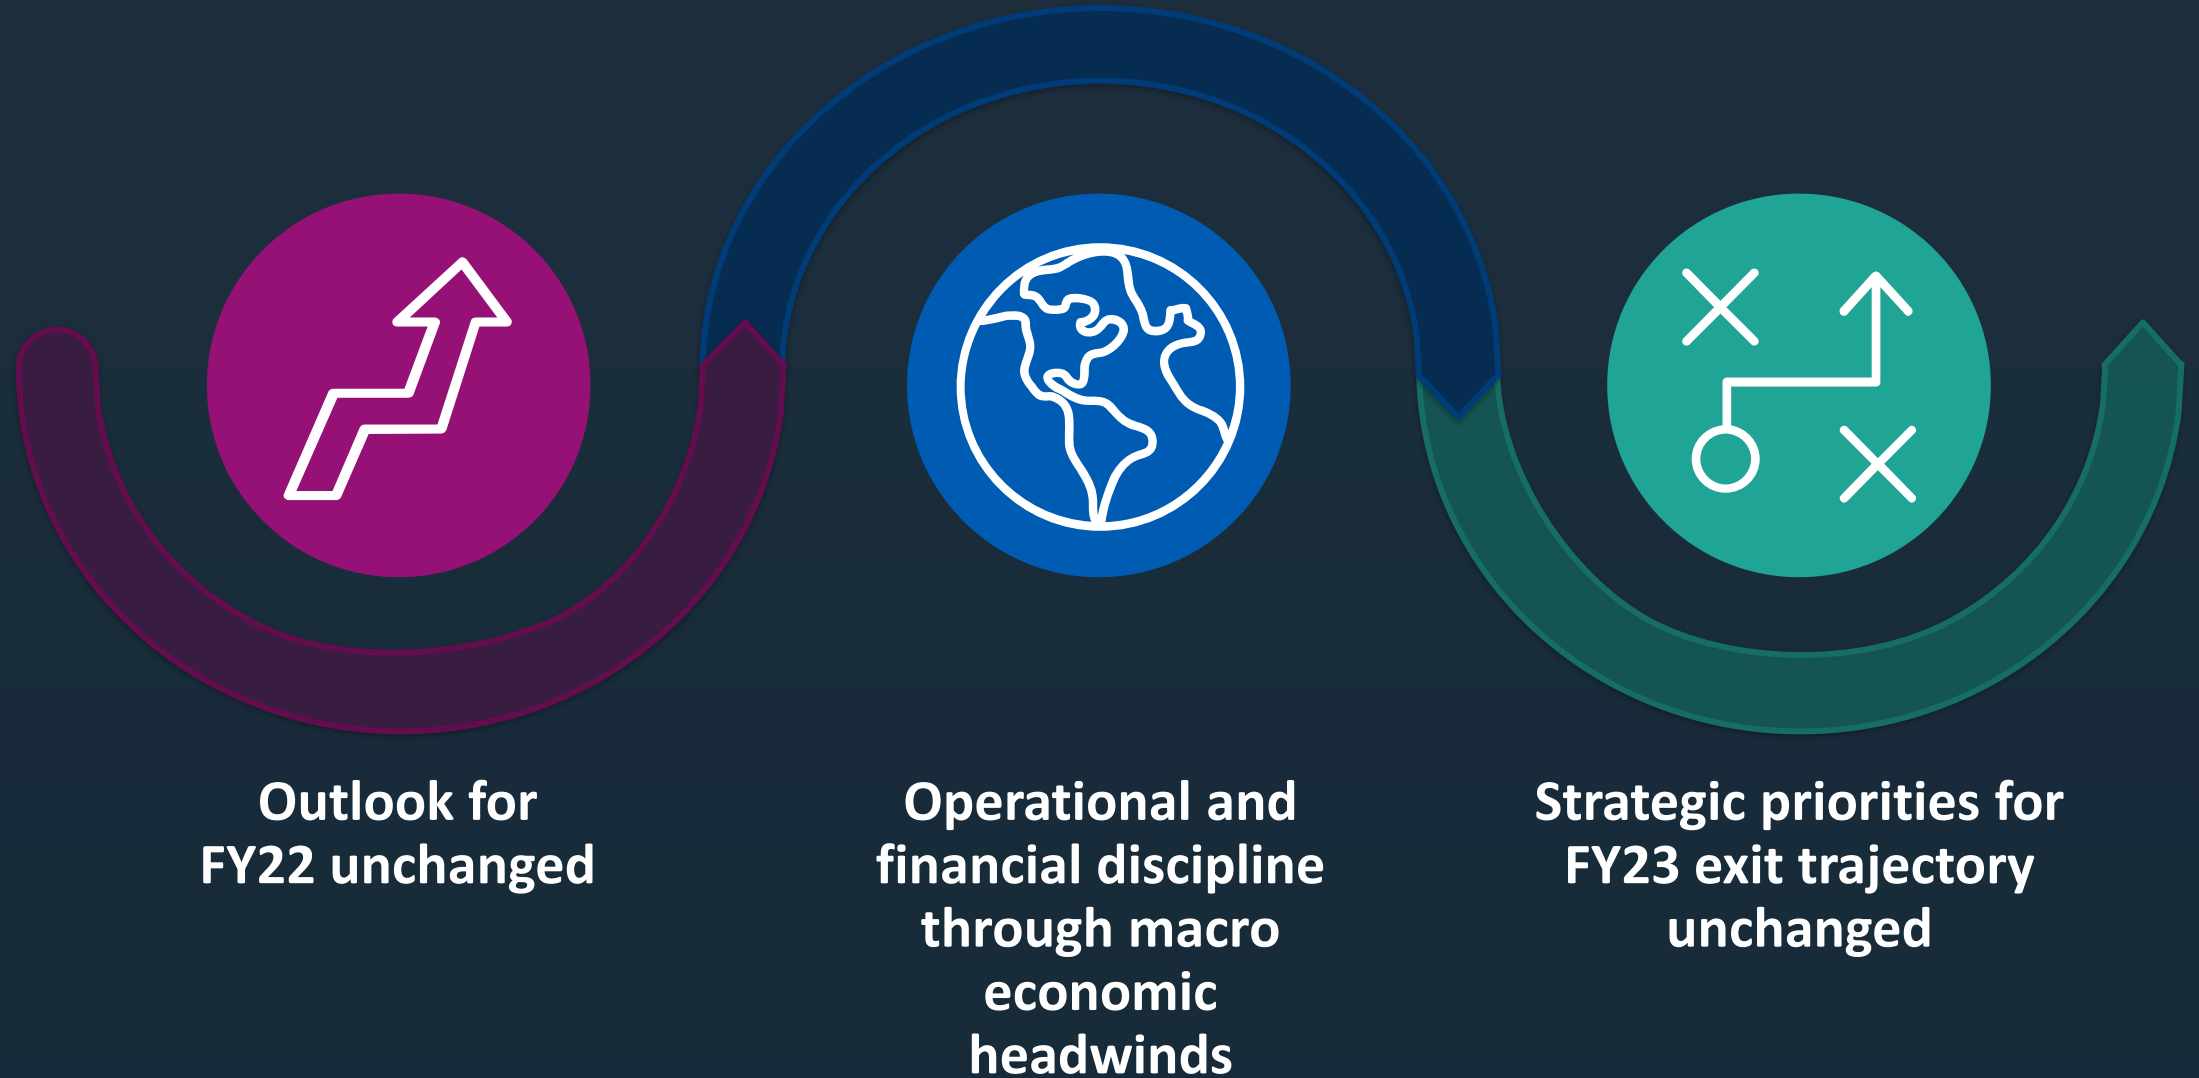 Outlook for
FY22 unchanged
Operational and
financial discipline
through macro
economic
headwinds
Strategic priorities for
FY23 exit trajectory
unchanged